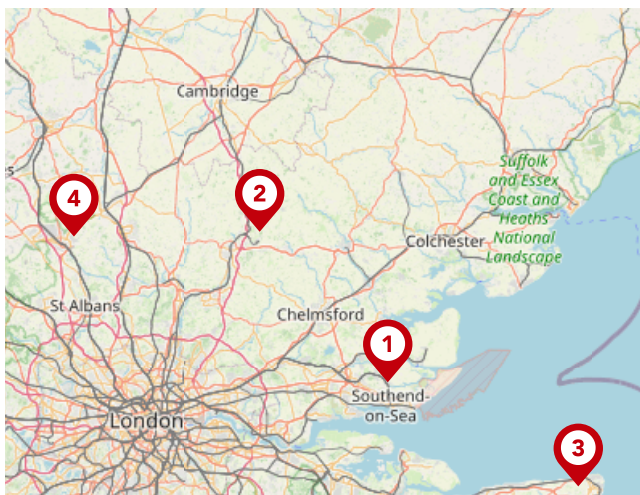 Cambridge
4
2
Suffolk
and Essex
Coast and
Heaths
National
Landscape
Colchester
St Albans
Chelmsford
1
Southend-
on-Sea
London
3